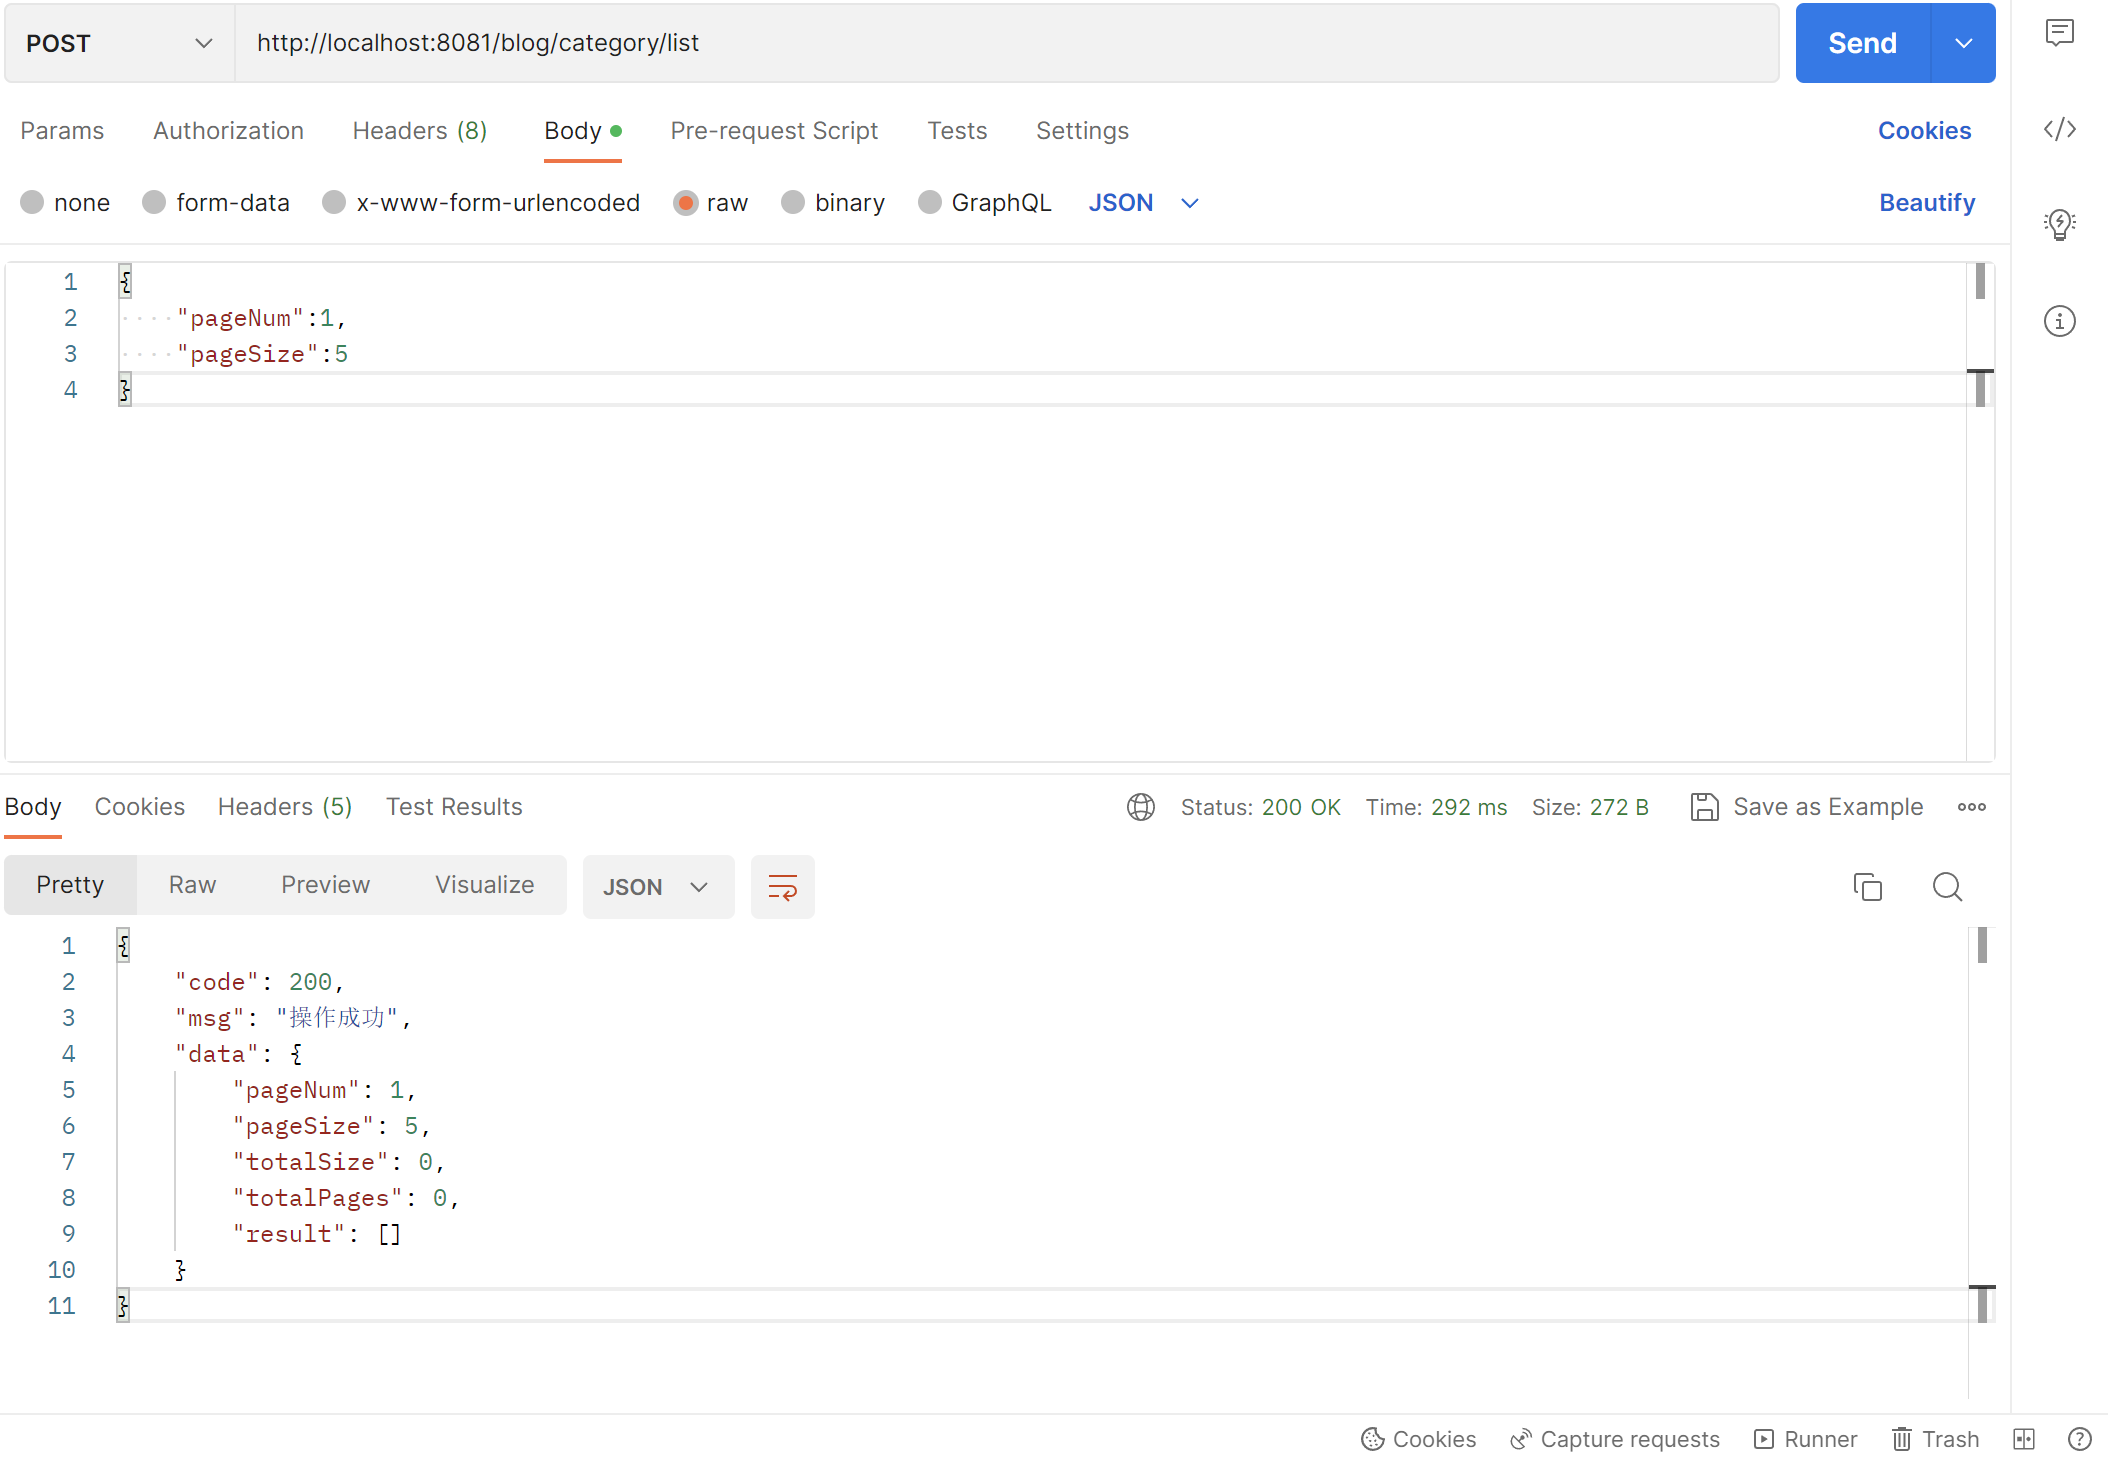 POST http://localhost:8081/blog/category/list Send
Params Authorization Headers (8) Body Pre-request Script Tests Settings Cookies
none form-data x-www-form-urlencoded raw binary GraphQL JSON Beautify
1 {
2 "pageNum":1,
3 "pageSize":5
4 }
Body Cookies Headers (5) Test Results Status: 200 OK Time: 292 ms Size: 272 B Save as Example
Pretty Raw Preview Visualize JSON
1 {
2 "code": 200,
3 "msg": "操作成功",
4 "data": {
5 "pageNum": 1,
6 "pageSize": 5,
7 "totalSize": 0,
8 "totalPages": 0,
9 "result": []
10 }
11 }
Cookies Capture requests Runner Trash